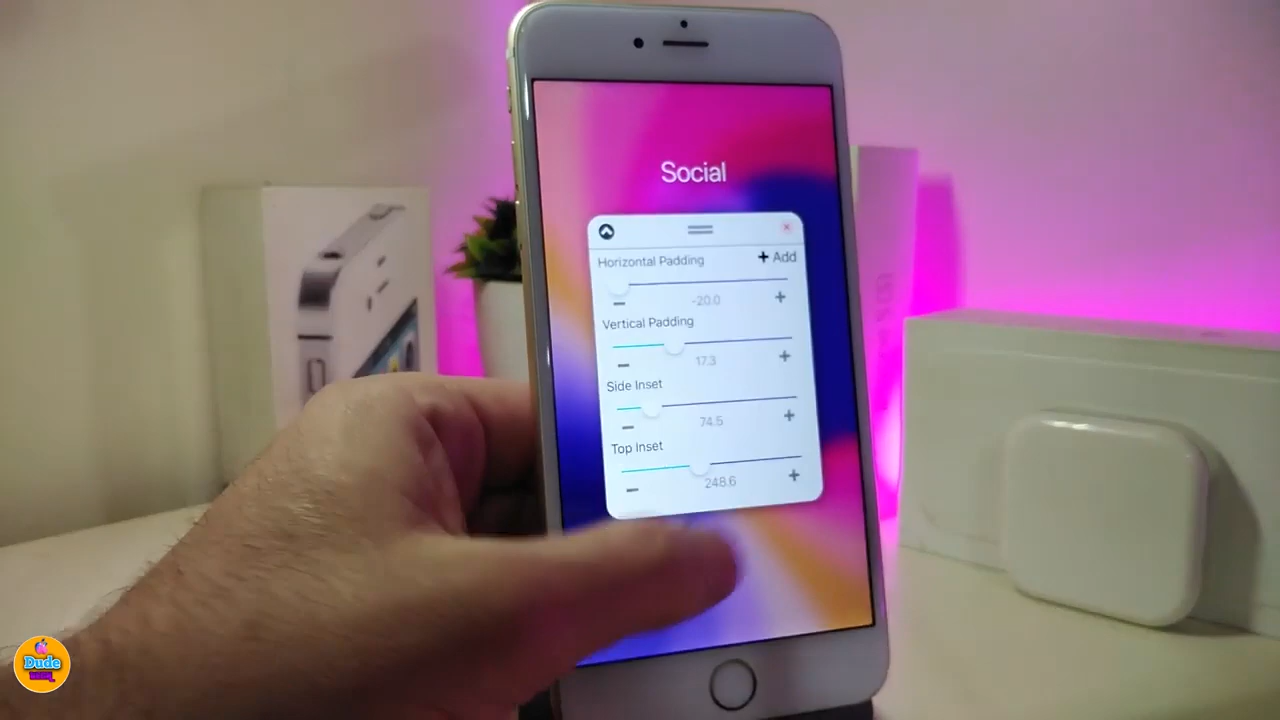 Social
Horizontal Padding
+ Add
-20.0
Vertical Padding
17.3
Side Inset
74.5
Top Inset
248.6
Dude